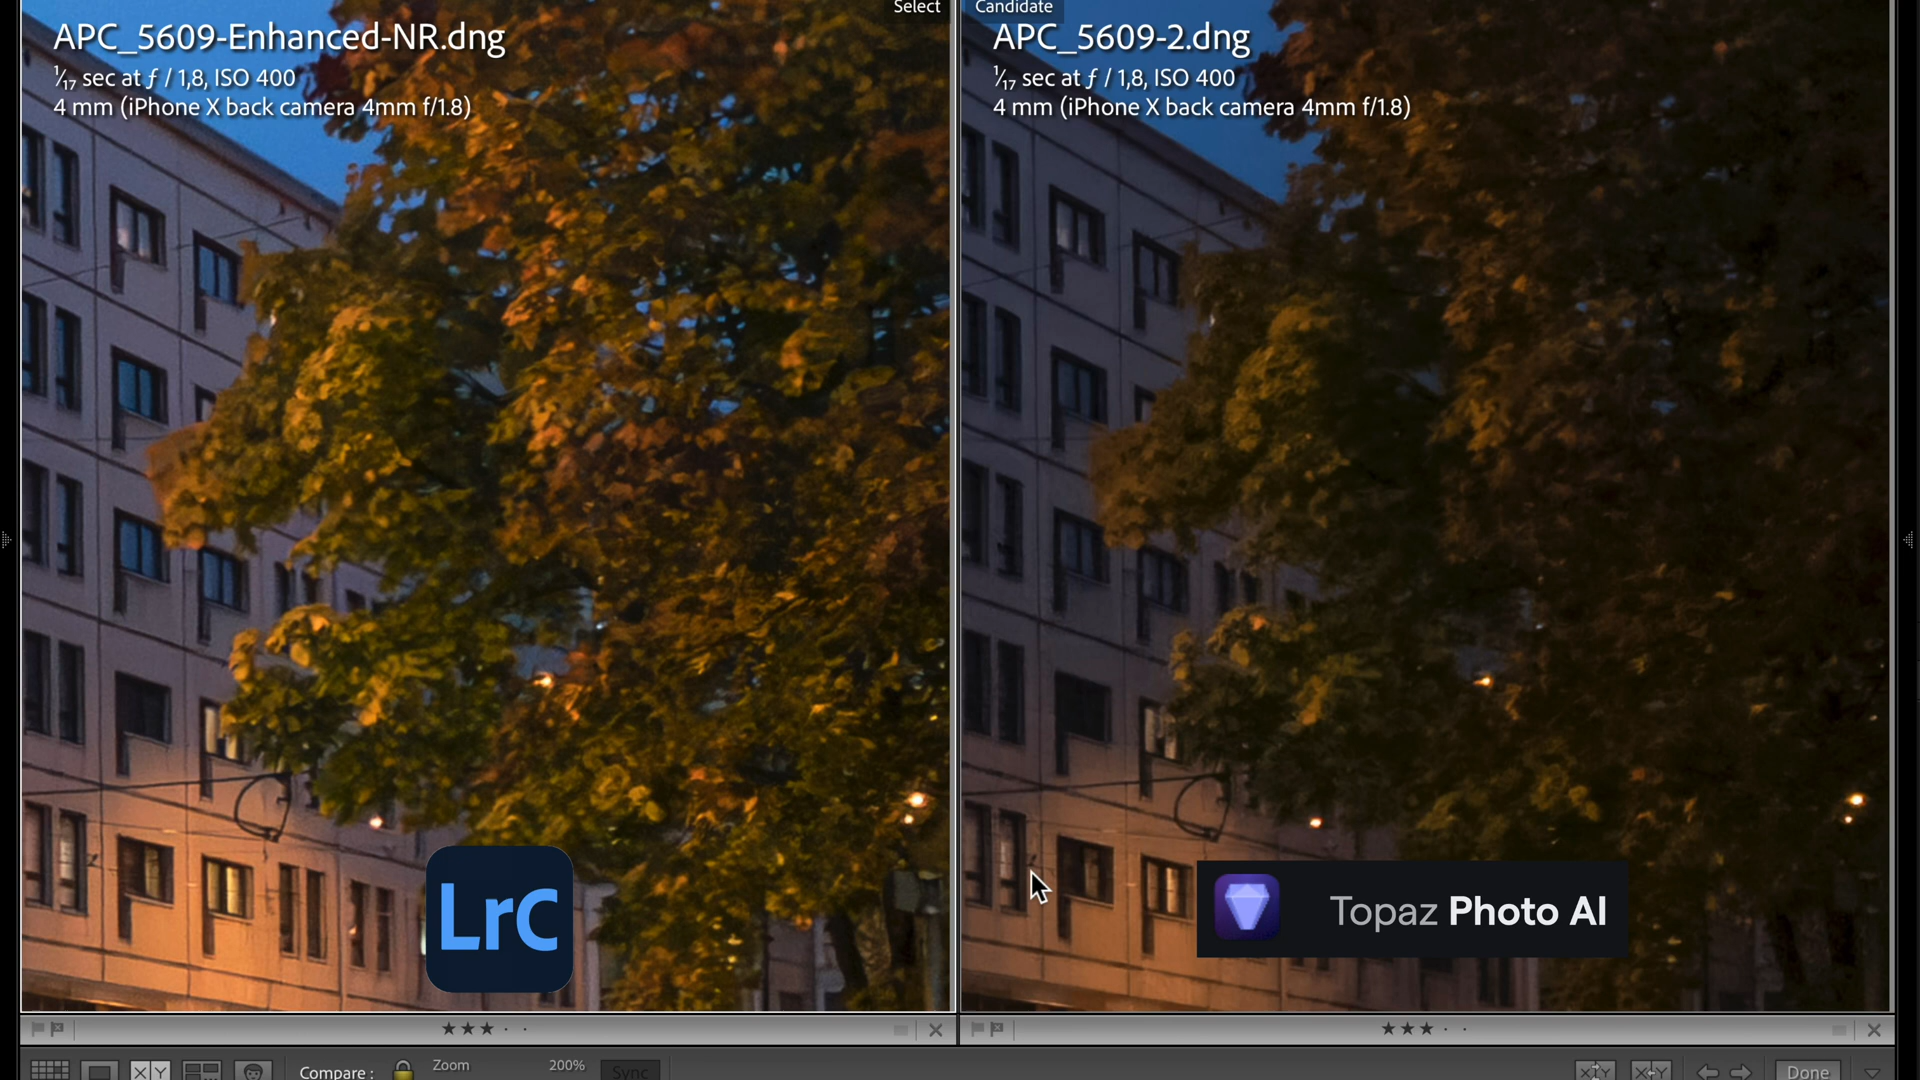 Select
APC_5609-Enhanced-NR.dng
1/17 sec at ƒ / 1,8, ISO 400
4 mm (iPhone X back camera 4mm f/1.8)
Candidate
APC_5609-2.dng
1/17 sec at ƒ / 1,8, ISO 400
4 mm (iPhone X back camera 4mm f/1.8)
LrC
Topaz Photo AI
X Y
Compare :
Zoom
200%
Sync
Done